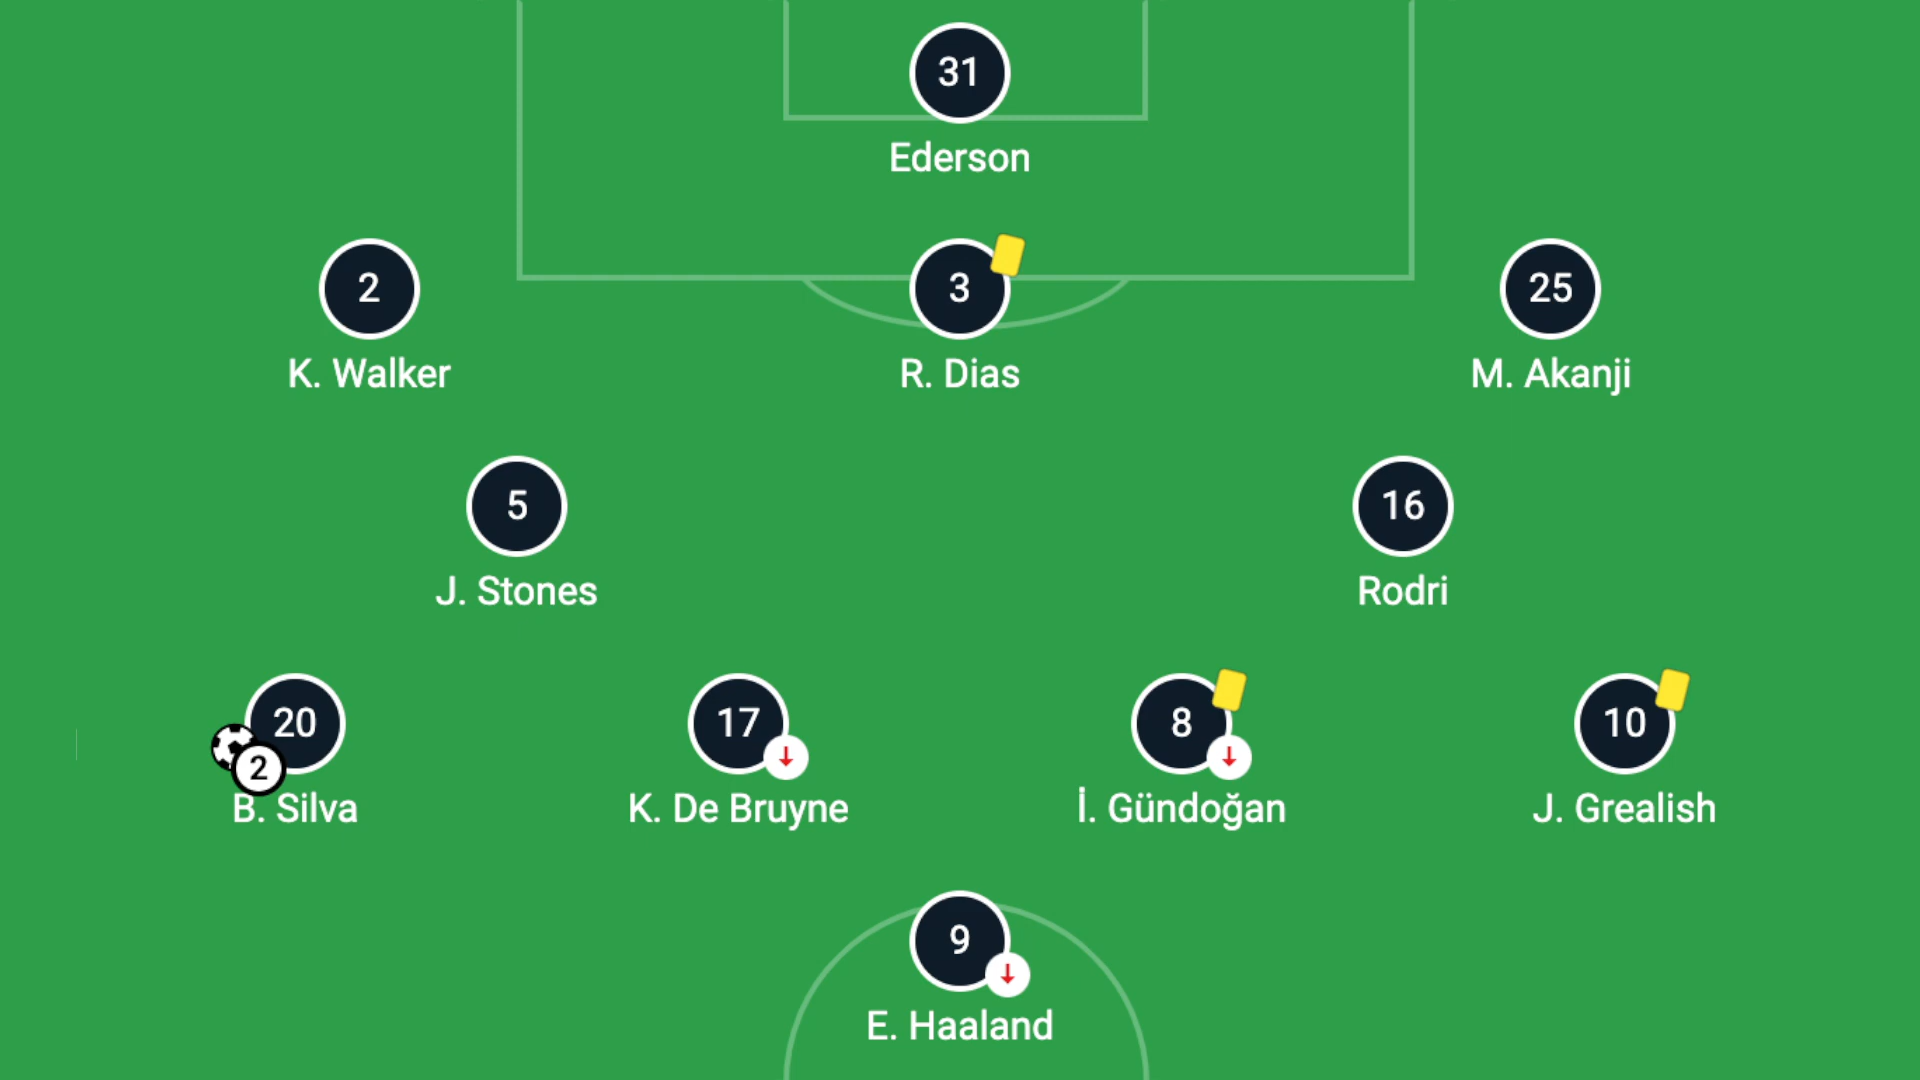 31
Ederson
2
K. Walker
3
R. Dias
25
M. Akanji
5
J. Stones
16
Rodri
20
2
B. Silva
17
K. De Bruyne
8
İ. Gündoğan
10
J. Grealish
9
E. Haaland